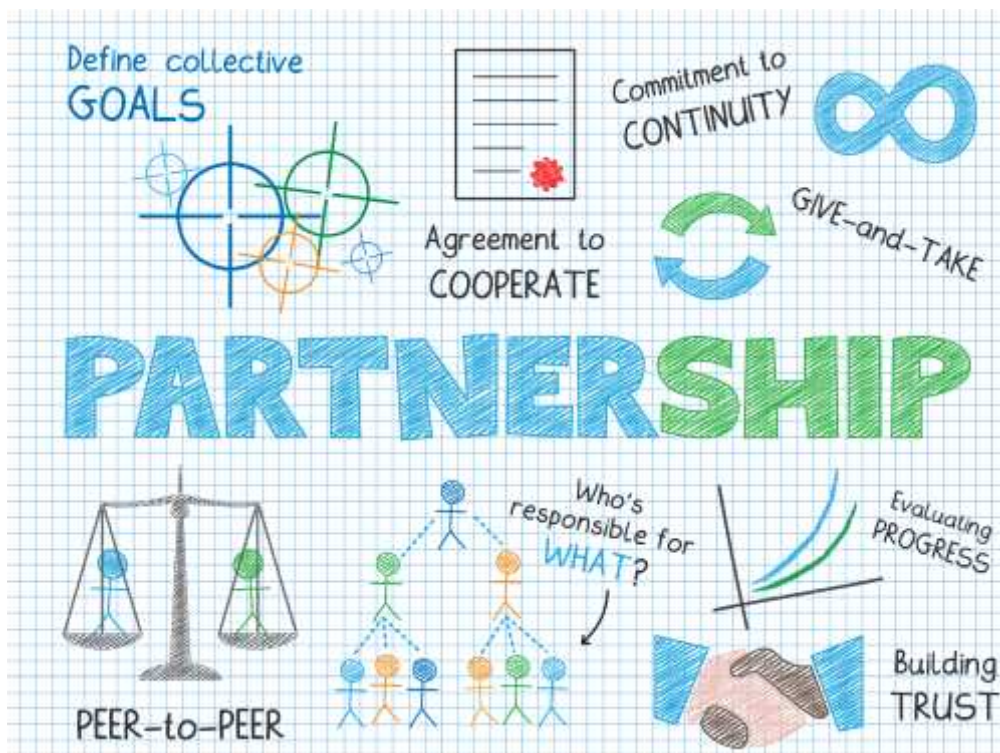 Define collective
GOALS
Agreement to
COOPERATE
Commitment to
CONTINUITY
GIVE-and-TAKE
PARTNERSHIP
PEER-to-PEER
Who's
responsible for
WHAT?
Evaluating
PROGRESS
Building
TRUST